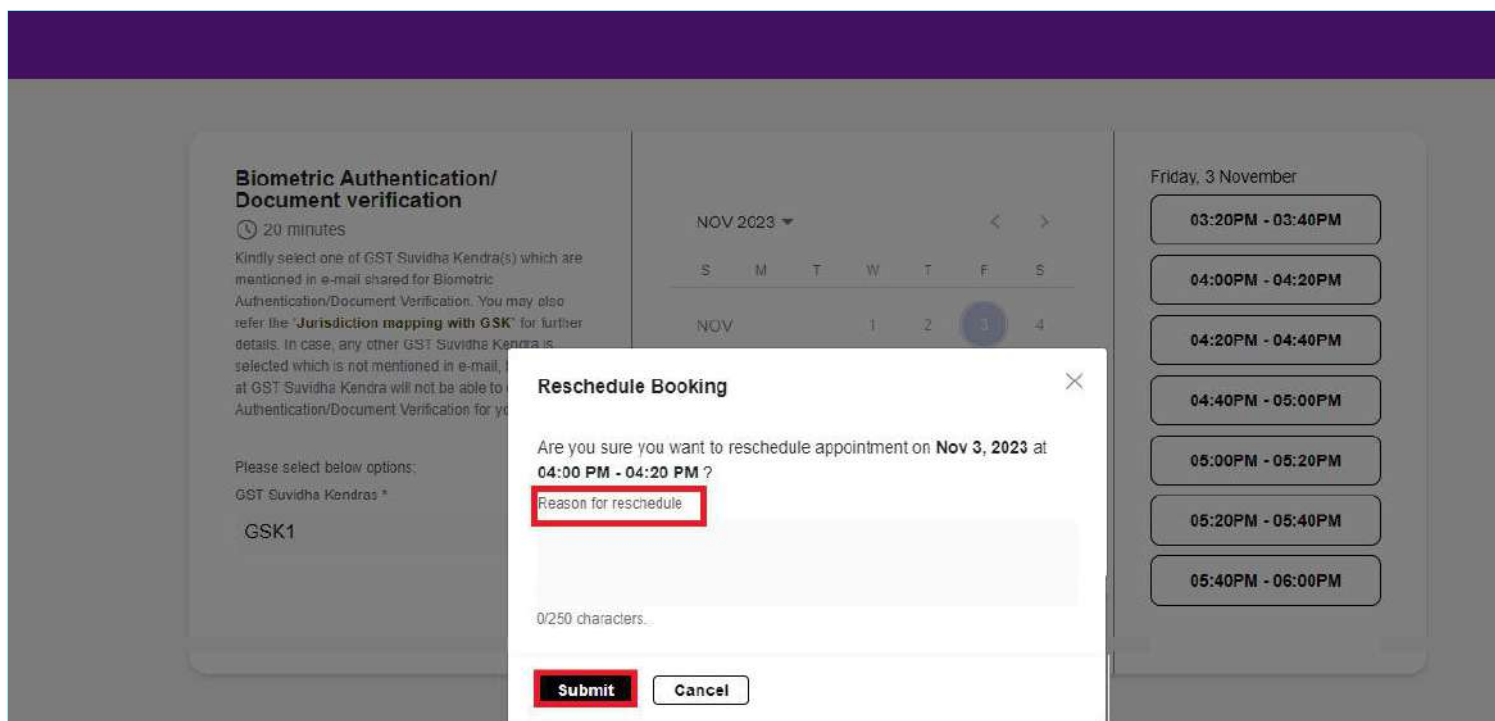 Biometric Authentication/
Document verification
20 minutes
Kindly select one of GST Suvidha Kendra(s) which are
mentioned in e-mail shared for Biometric
Authentication/Document Verification. You may also
refer the "Jurisdiction mapping with GSK" for further
details. In case, any other GST Suvidha Kendra is
selected which is not mentioned in e-mail,
at GST Suvidha Kendra will not be able to
Authentication/Document Verification for
Please select below options:
GST Suvidha Kendras *
GSK1
NOV 2023
S M T W T F S
NOV 1 2 3 4
Friday, 3 November
03:20PM - 03:40PM
04:00PM - 04:20PM
04:20PM - 04:40PM
04:40PM - 05:00PM
05:00PM - 05:20PM
05:20PM - 05:40PM
05:40PM - 06:00PM
Reschedule Booking
Are you sure you want to reschedule appointment on Nov 3, 2023 at
04:00 PM - 04:20 PM ?
Reason for reschedule
0/250 characters.
Submit Cancel